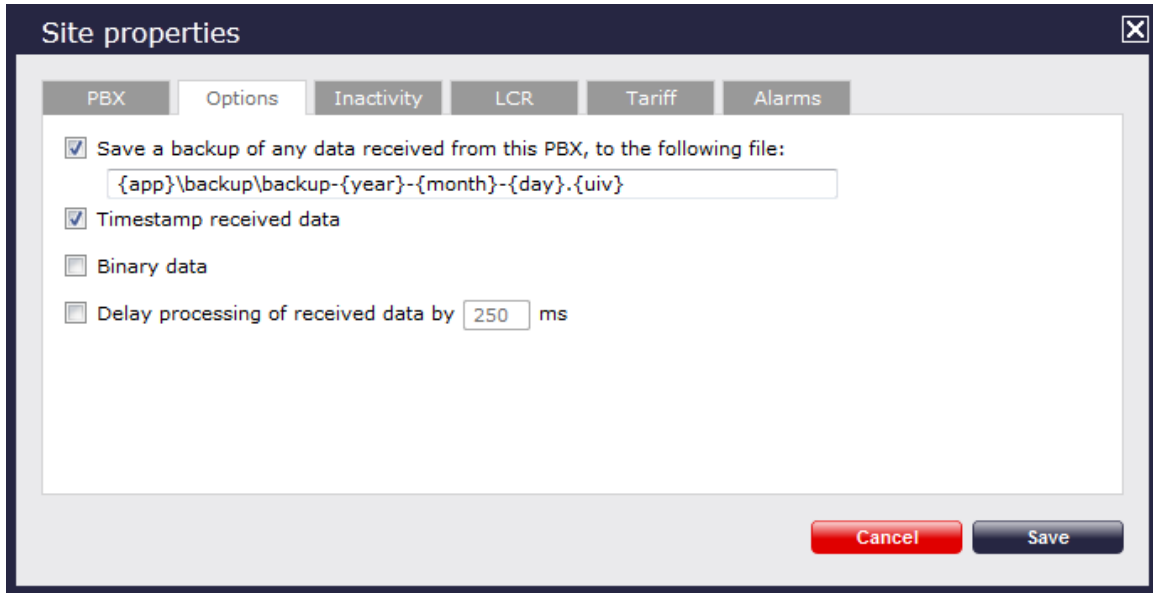 Site properties
PBX Options Inactivity LCR Tariff Alarms
Save a backup of any data received from this PBX, to the following file:
{app}\backup\backup-{year}-{month}-{day}.{uiv}
Timestamp received data
Binary data
Delay processing of received data by 250 ms
Cancel Save